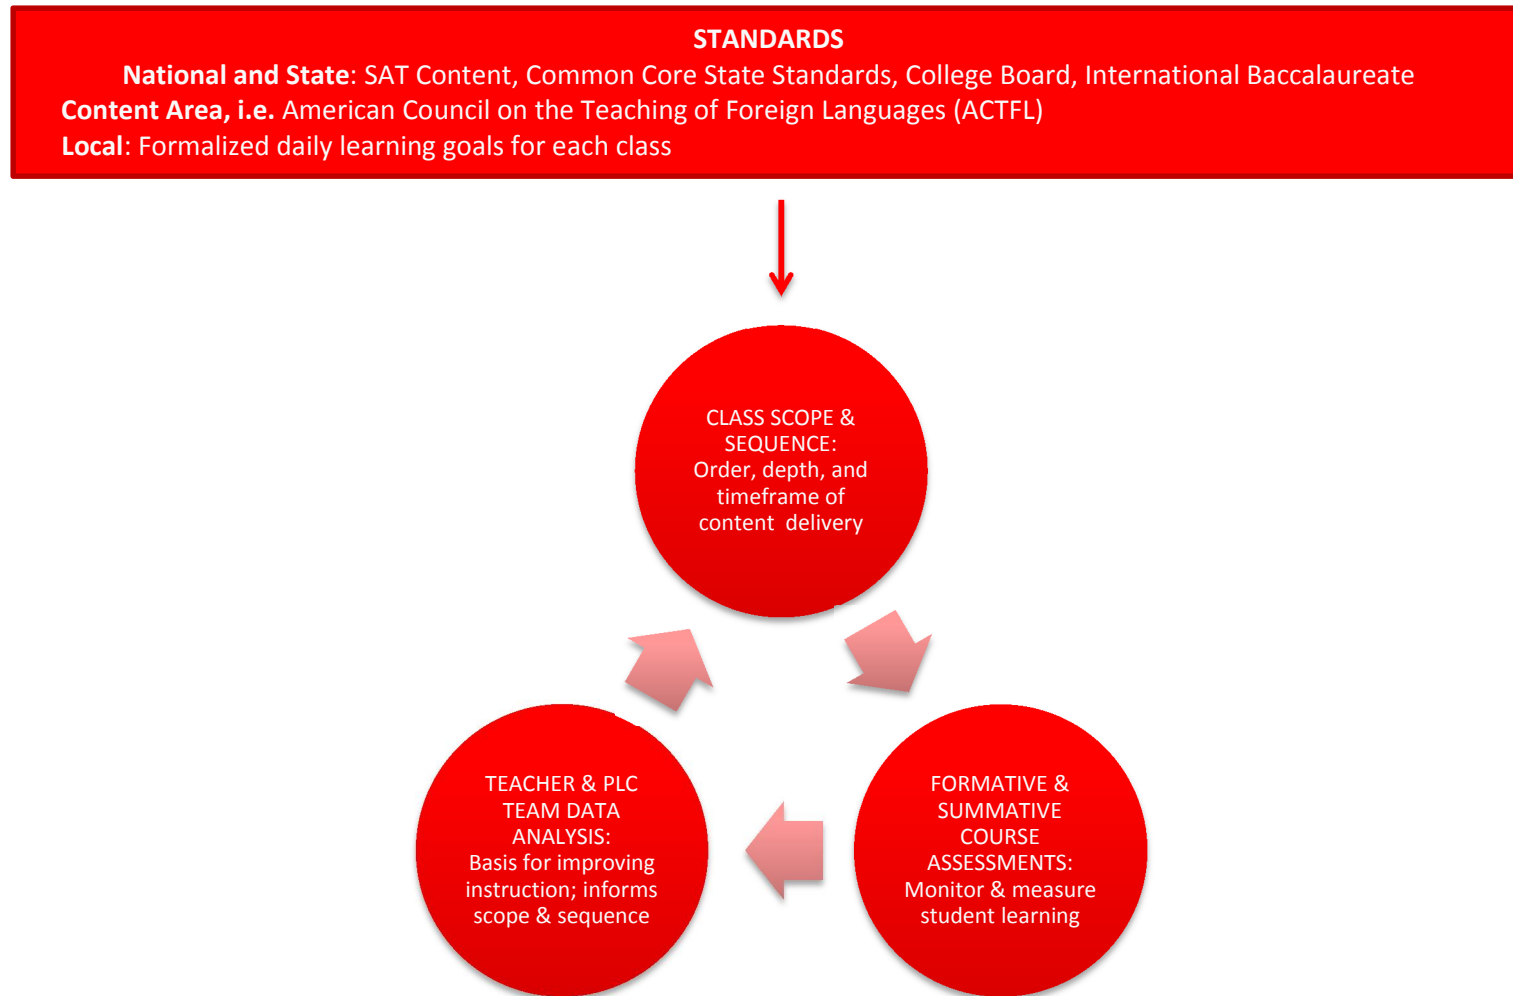 STANDARDS
National and State: SAT Content, Common Core State Standards, College Board, International Baccalaureate
Content Area, i.e. American Council on the Teaching of Foreign Languages (ACTFL)
Local: Formalized daily learning goals for each class
CLASS SCOPE &
SEQUENCE:
Order, depth, and
timeframe of
content  delivery
TEACHER & PLC
TEAM DATA
ANALYSIS:
Basis for improving
instruction; informs
scope & sequence
FORMATIVE &
SUMMATIVE
COURSE
ASSESSMENTS:
Monitor & measure
student learning